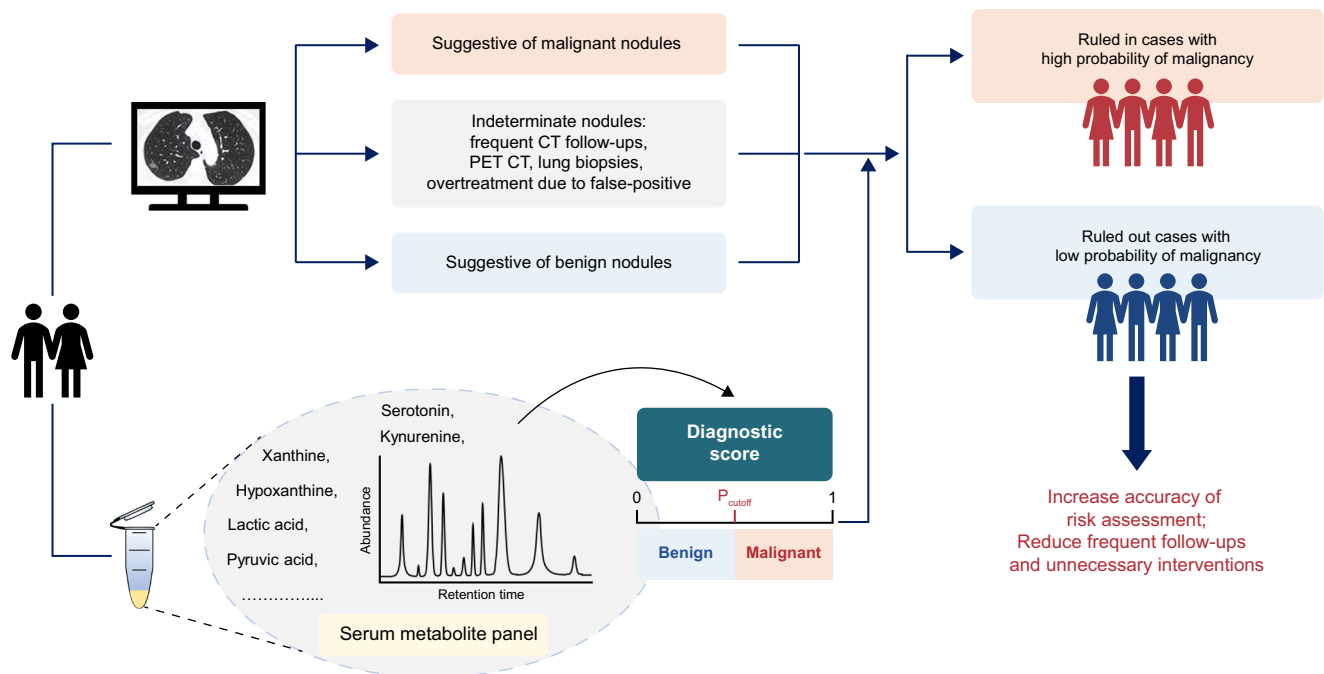 Suggestive of malignant nodules
Indeterminate nodules:
frequent CT follow-ups,
PET CT, lung biopsies,
overtreatment due to false-positive
Suggestive of benign nodules
Ruled in cases with
high probability of malignancy
Ruled out cases with
low probability of malignancy
Increase accuracy of
risk assessment;
Reduce frequent follow-ups
and unnecessary interventions
Serotonin,
Kynurenine,
Xanthine,
Hypoxanthine,
Lactic acid,
Pyruvic acid,
................
Abundance
Retention time
Serum metabolite panel
Diagnostic
score
0 Pcutoff 1
Benign Malignant